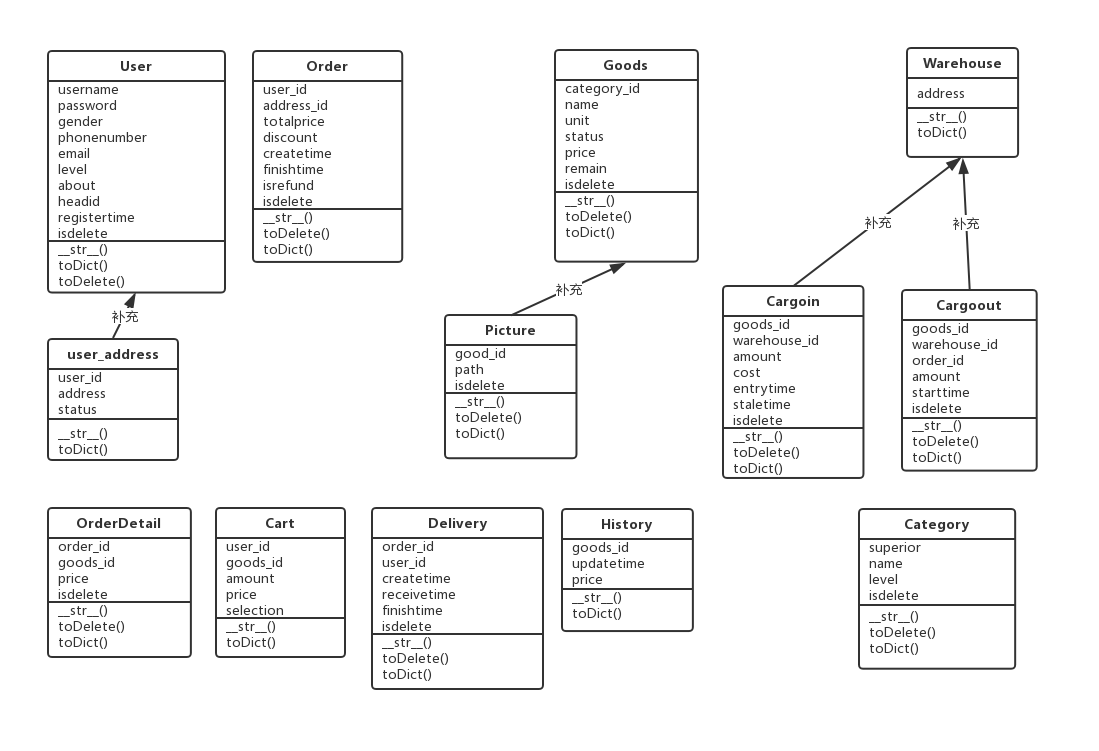 User
username
password
gender
phonenumber
email
level
about
headid
registertime
isdelete
__str__()
toDict()
toDelete()
Order
user_id
address_id
totalprice
discount
createtime
finishtime
isrefund
isdelete
__str__()
toDelete()
toDict()
Goods
category_id
name
unit
status
price
remain
isdelete
__str__()
toDelete()
toDict()
Warehouse
address
__str__()
toDict()
补充
补充
补充
补充
user_address
user_id
address
status
__str__()
toDict()
Picture
good_id
path
isdelete
__str__()
toDelete()
toDict()
Cargoin
goods_id
warehouse_id
amount
cost
entrytime
staletime
isdelete
__str__()
toDelete()
toDict()
Cargoout
goods_id
warehouse_id
order_id
amount
starttime
isdelete
__str__()
toDelete()
toDict()
OrderDetail
order_id
goods_id
price
isdelete
__str__()
toDelete()
toDict()
Cart
user_id
goods_id
amount
price
selection
__str__()
toDict()
Delivery
order_id
user_id
createtime
receivetime
finishtime
isdelete
__str__()
toDelete()
toDict()
History
goods_id
updatetime
price
__str__()
toDict()
Category
superior
name
level
isdelete
__str__()
toDelete()
toDict()